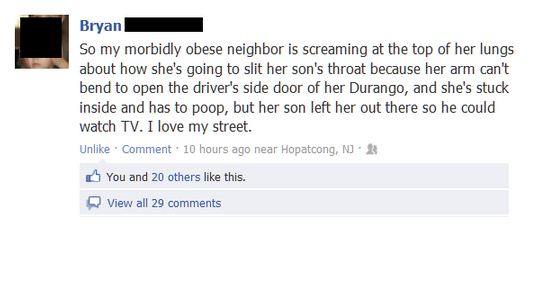 Bryan
So my morbidly obese neighbor is screaming at the top of her lungs
about how she's going to slit her son's throat because her arm can't
bend to open the driver's side door of her Durango, and she's stuck
inside and has to poop, but her son left her out there so he could
watch TV. I love my street.
Unlike · Comment · 10 hours ago near Hopatcong, NJ ·
You and 20 others like this.
View all 29 comments